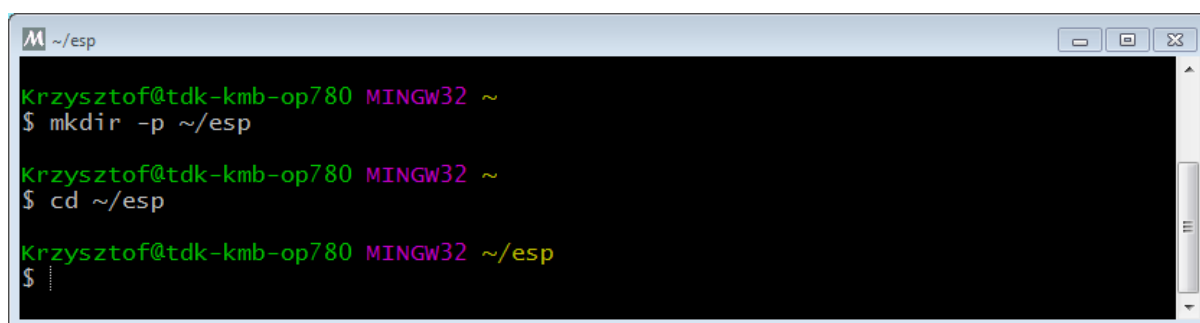 M ~/esp
Krzysztof@tdk-kmb-op780 MINGW32 ~
$ mkdir -p ~/esp
Krzysztof@tdk-kmb-op780 MINGW32 ~
$ cd ~/esp
Krzysztof@tdk-kmb-op780 MINGW32 ~/esp
$